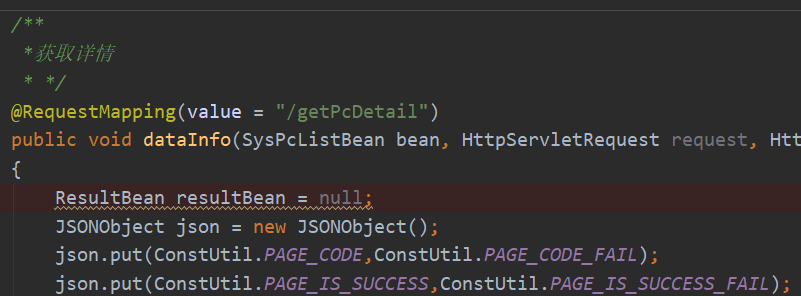 /**
*获取详情
* */
@RequestMapping(value = "/getPcDetail")
public void dataInfo(SysPcListBean bean, HttpServletRequest request, Htt
{
ResultBean resultBean = null;
JSONObject json = new JSONObject();
json.put(ConstUtil.PAGE_CODE,ConstUtil.PAGE_CODE_FAIL);
json.put(ConstUtil.PAGE_IS_SUCCESS,ConstUtil.PAGE_IS_SUCCESS_FAIL);